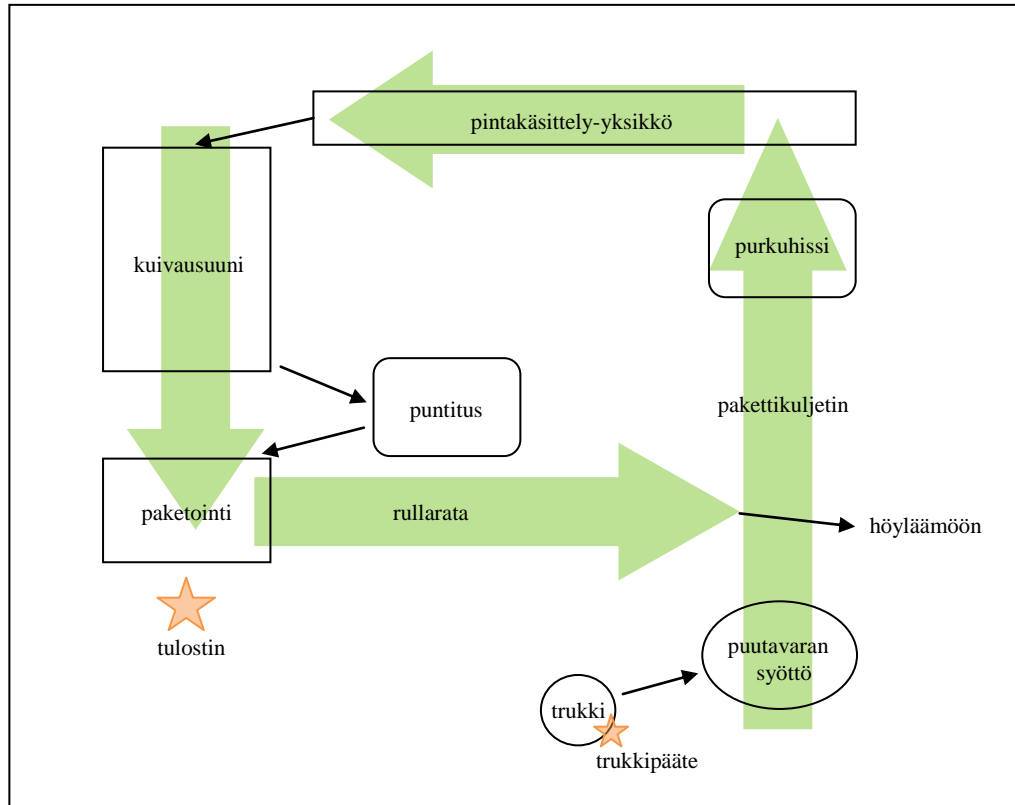 pintakäsittely-yksikkö
purkuhissi
kuivausuuni
pakettikuljetin
puntitus
paketointi
rullarata
höyläämöön
tulostin
puutavaran
syöttö
trukki
trukkipääte